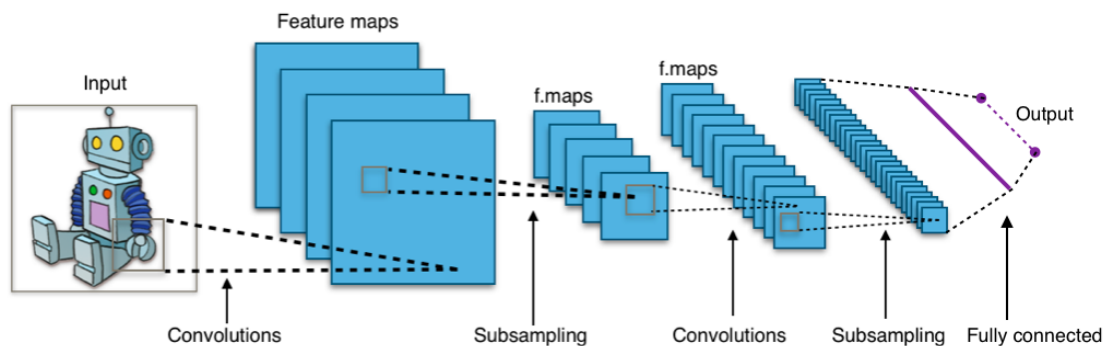 Feature maps
f.maps
Input
f.maps
Output
Convolutions
Subsampling
Convolutions
Subsampling
Fully connected